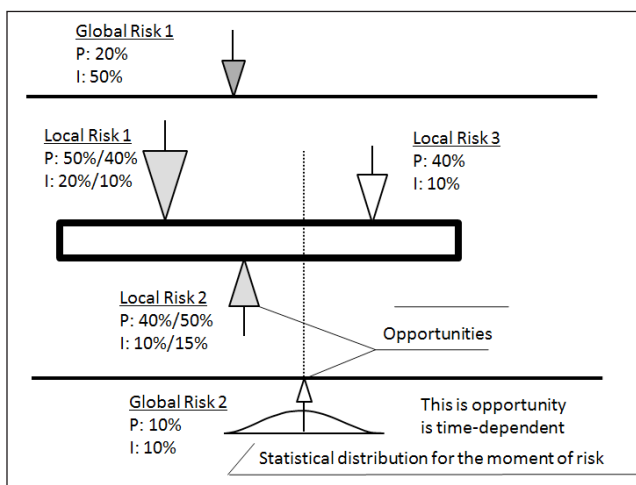 Global Risk 1
P: 20%
I: 50%
Local Risk 1
P: 50%/40%
I: 20%/10%
Local Risk 3
P: 40%
I: 10%
Local Risk 2
P: 40%/50%
I: 10%/15%
Opportunities
Global Risk 2
P: 10%
I: 10%
This is opportunity
is time-dependent
Statistical distribution for the moment of risk